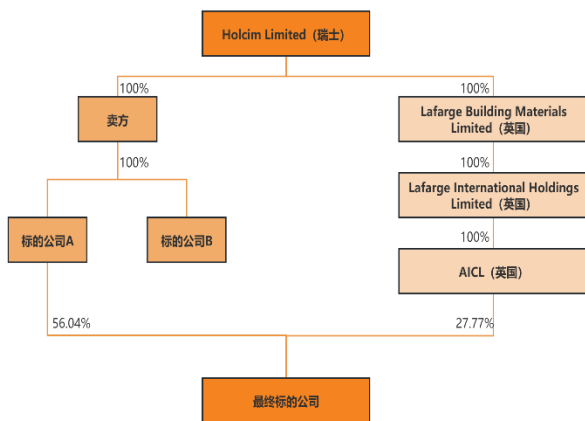 Holcim Limited（瑞士）
100%
100%
卖方
Lafarge Building Materials
Limited（英国）
100%
100%
Lafarge International Holdings
Limited（英国）
100%
标的公司A
标的公司B
AICL（英国）
56.04%
27.77%
最终标的公司